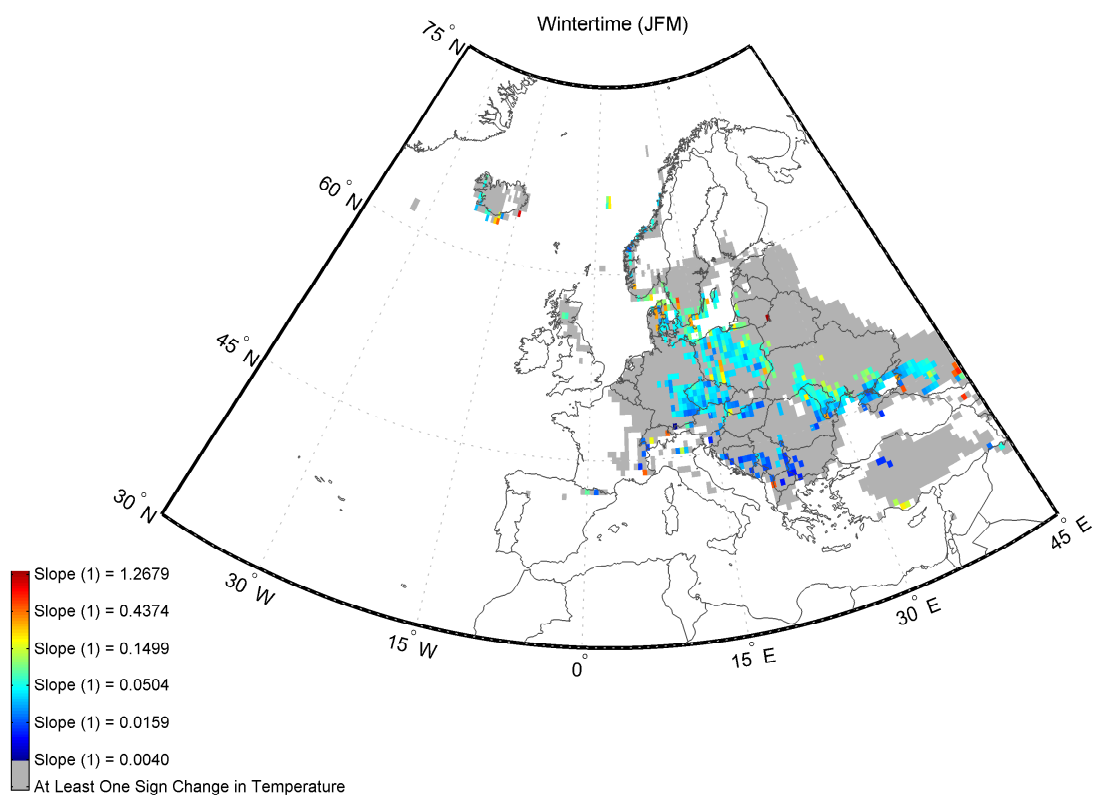 Wintertime (JFM)
75° N
60° N
45° N
30° N
30° W
15° W
0°
15° E
30° E
45° E
Slope (1) = 1.2679
Slope (1) = 0.4374
Slope (1) = 0.1499
Slope (1) = 0.0504
Slope (1) = 0.0159
Slope (1) = 0.0040
At Least One Sign Change in Temperature